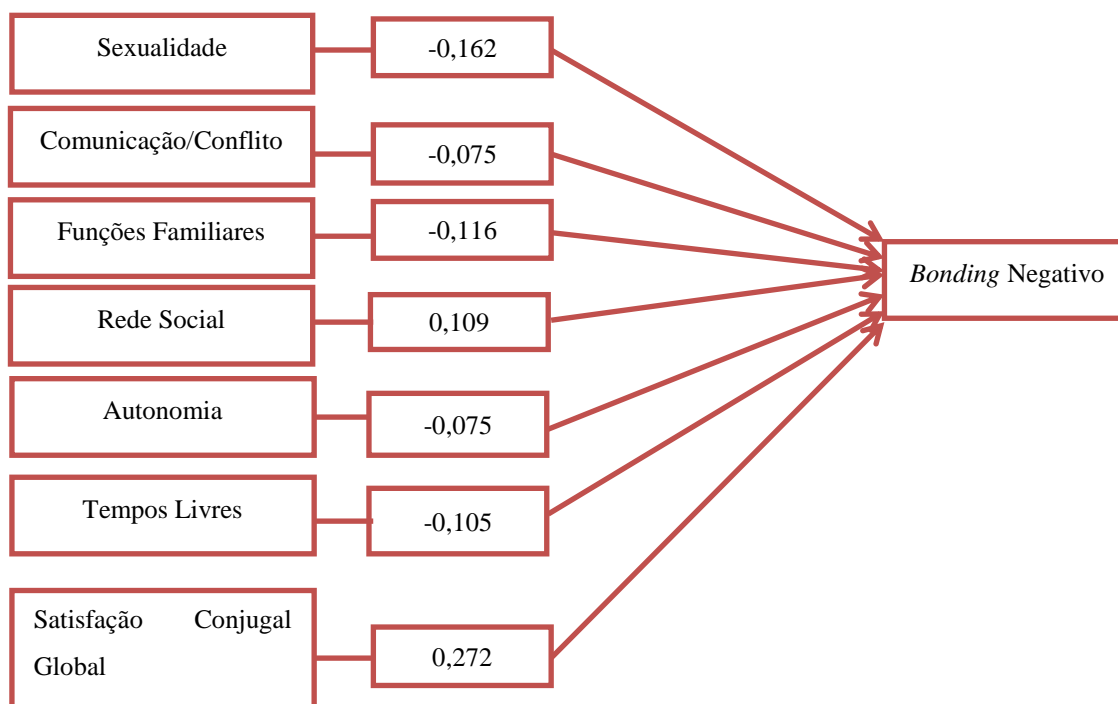 Sexualidade
-0,162
Comunicação/Conflito
-0,075
Funções Familiares
-0,116
Bonding Negativo
Rede Social
0,109
Autonomia
-0,075
Tempos Livres
-0,105
Satisfação Conjugal
Global
0,272